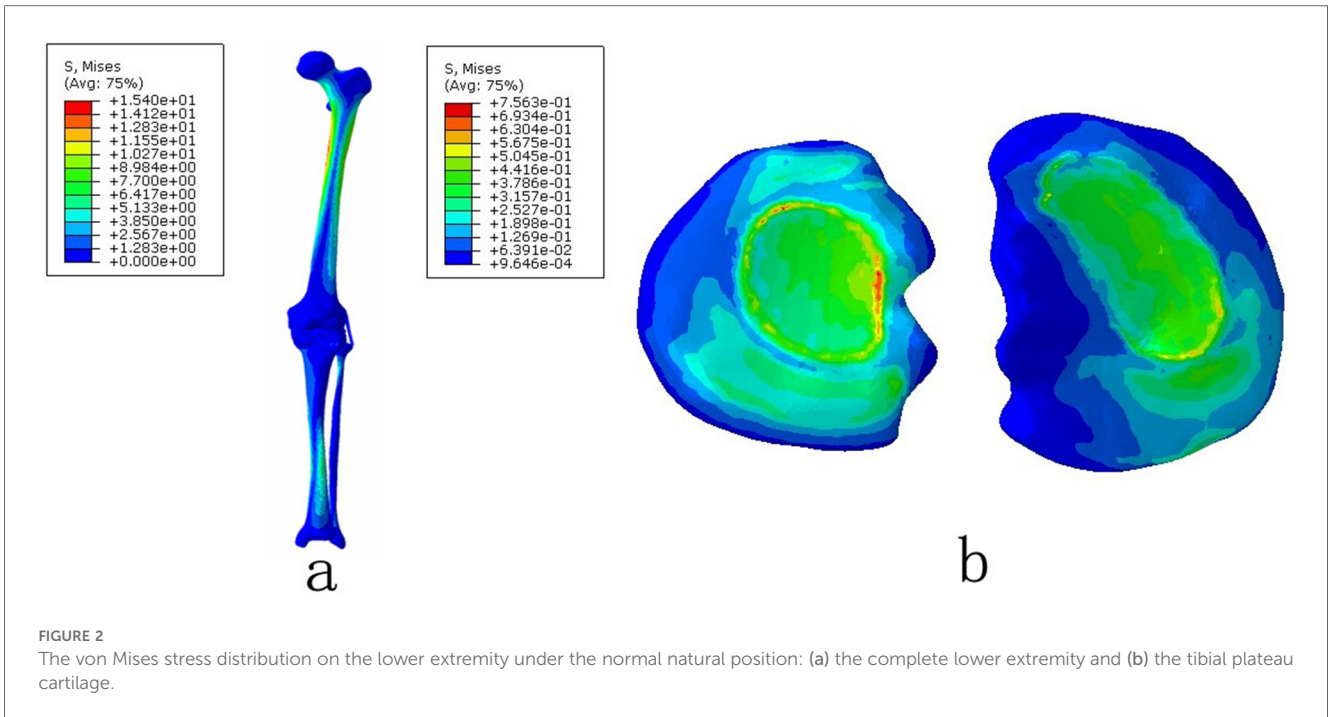 S, Mises
(Avg: 75%)
+1.540e+01
+1.412e+01
+1.283e+01
+1.155e+01
+1.027e+01
+8.984e+00
+7.700e+00
+6.417e+00
+5.133e+00
+3.850e+00
+2.567e+00
+1.283e+00
+0.000e+00
S, Mises
(Avg: 75%)
+7.563e-01
+6.934e-01
+6.304e-01
+5.675e-01
+5.045e-01
+4.416e-01
+3.786e-01
+3.157e-01
+2.527e-01
+1.898e-01
+1.269e-01
+6.391e-02
+9.646e-04
a
b
FIGURE 2
The von Mises stress distribution on the lower extremity under the normal natural position: (a) the complete lower extremity and (b) the tibial plateau
cartilage.